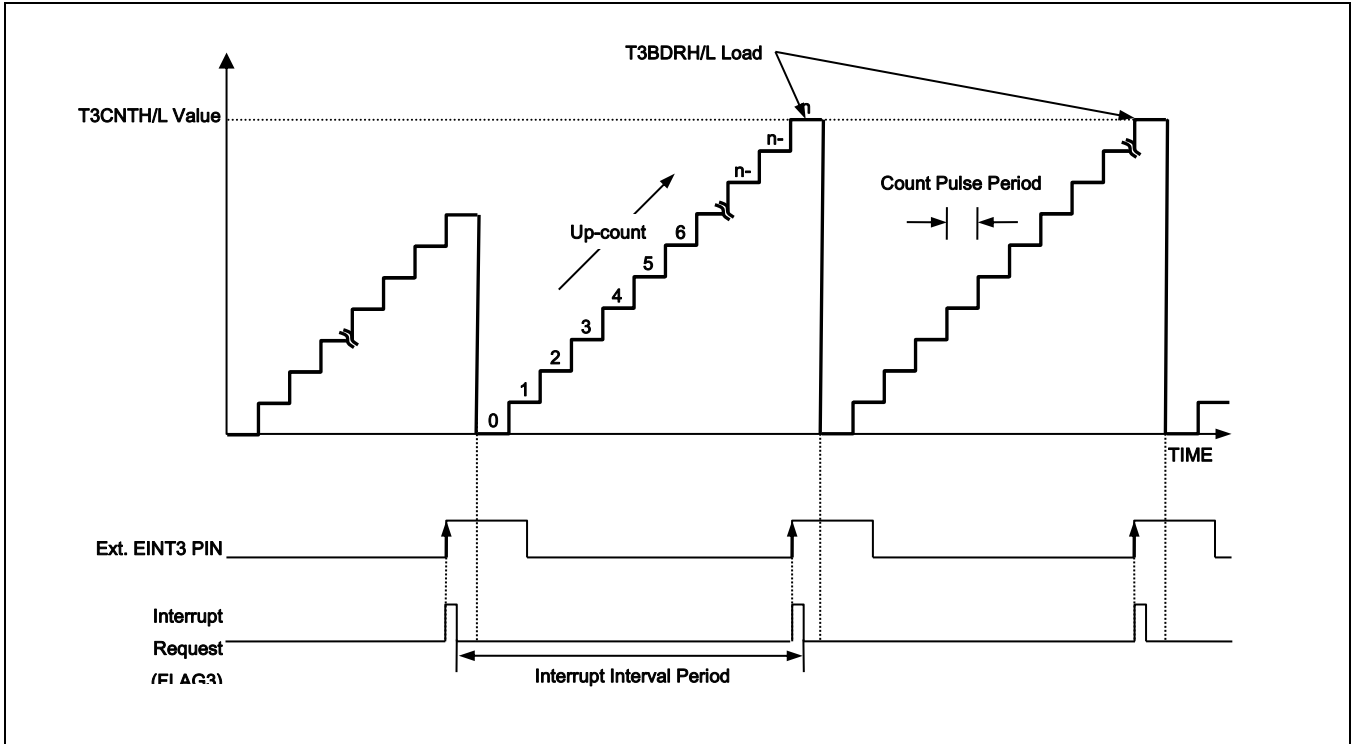 T3BDRH/L Load
T3CNTH/L Value
n
n-
n-
Count Pulse Period
Up-count
6
5
4
3
2
1
0
TIME
Ext. EINT3 PIN
Interrupt
Request
(FLAG3)
Interrupt Interval Period